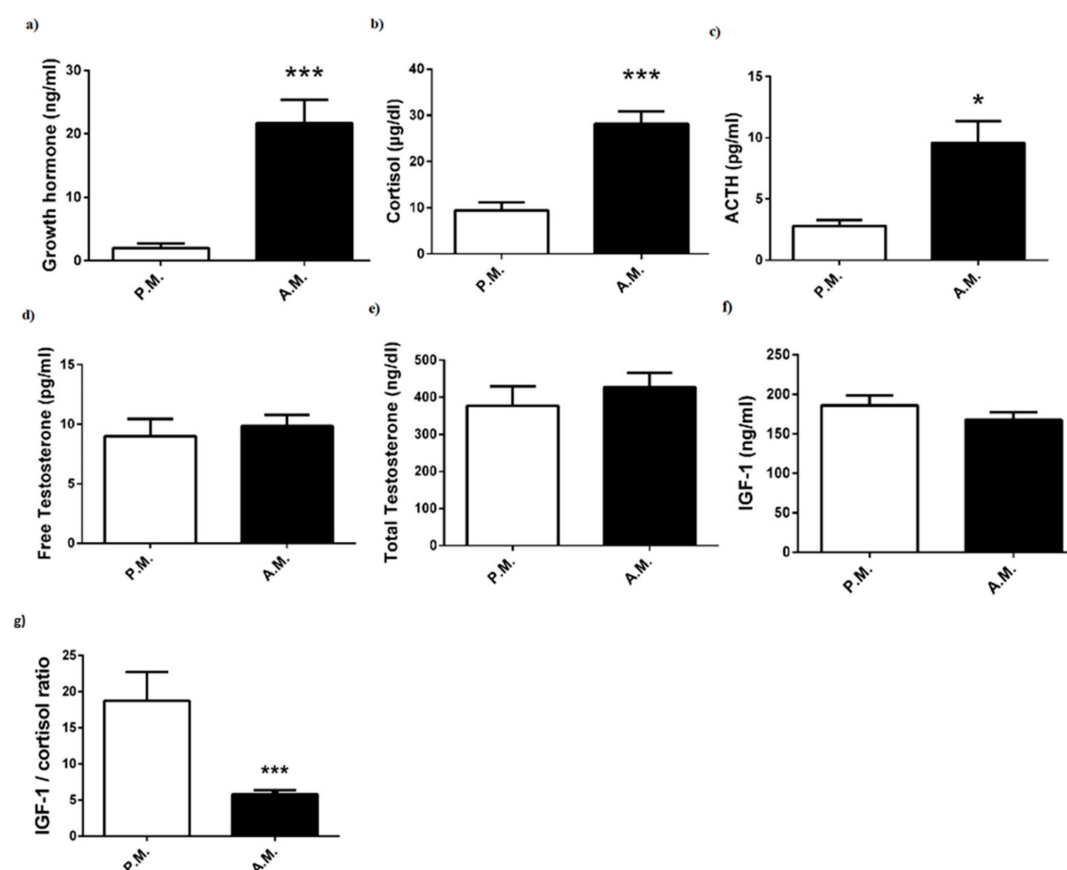 a)
Growth hormone (ng/ml)
30
20
10
0
***
P.M.
A.M.
b)
Cortisol (µg/dl)
40
30
20
10
0
***
P.M.
A.M.
c)
ACTH (pg/ml)
15
10
5
0
*
P.M.
A.M.
d)
Free Testosterone (pg/ml)
15
10
5
0
P.M.
A.M.
e)
Total Testosterone (ng/dl)
500
400
300
200
100
0
P.M.
A.M.
f)
IGF-1 (ng/ml)
250
200
150
100
50
0
P.M.
A.M.
g)
IGF-1 / cortisol ratio
25
20
15
10
5
0
***
P.M.
A.M.